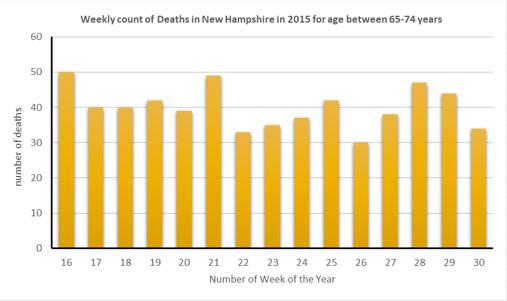 Weekly count of Deaths in New Hampshire in 2015 for age between 65-74 years
60
50
40
30
20
10
0
number of deaths
16 17 18 19 20 21 22 23 24 25 26 27 28 29 30
Number of Week of the Year